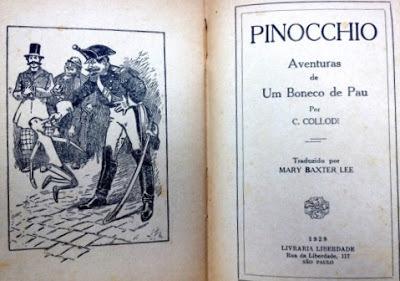 PINOCCHIO
Aventuras
de
Um Boneco de Pau
Por
C. COLLODI
Traduzido por
MARY BAXTER LEE
1929
LIVRARIA LIBERDADE
Rua da Liberdade, 117
SÃO PAULO